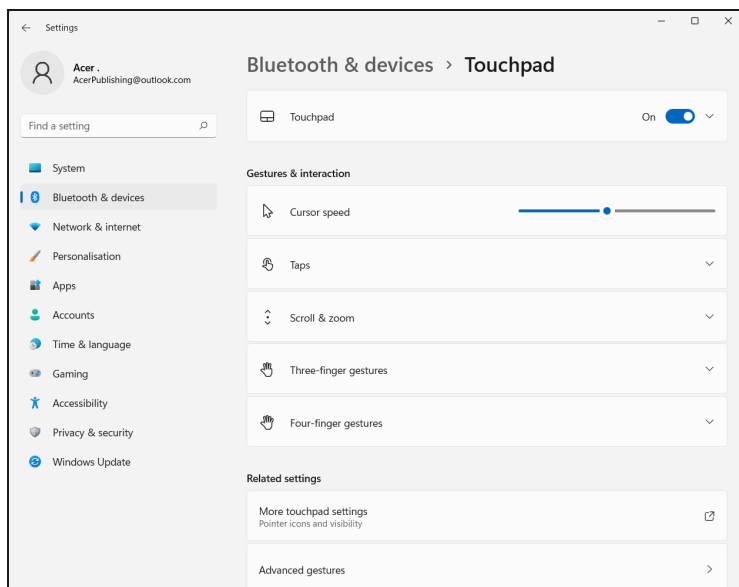 Settings
Acer .
AcerPublishing@outlook.com
Find a setting
System
Bluetooth & devices
Network & internet
Personalisation
Apps
Accounts
Time & language
Gaming
Accessibility
Privacy & security
Windows Update
Bluetooth & devices > Touchpad
Touchpad
On
Gestures & interaction
Cursor speed
Taps
Scroll & zoom
Three-finger gestures
Four-finger gestures
Related settings
More touchpad settings
Pointer icons and visibility
Advanced gestures